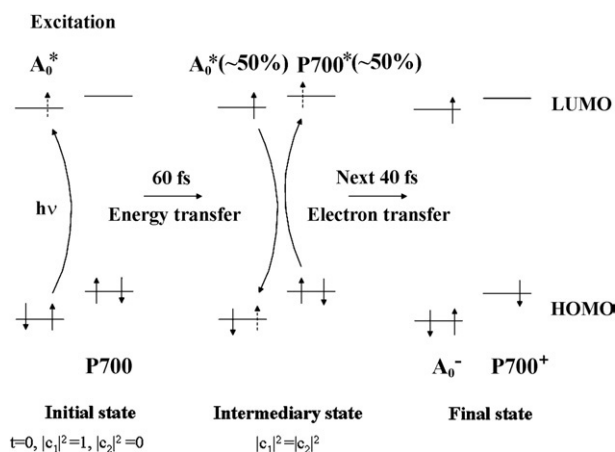 Excitation
A₀* A₀*(~50%) P700*(~50%)
LUMO
60 fs Next 40 fs
hν Energy transfer Electron transfer
HOMO
P700 A₀⁻ P700⁺
Initial state Intermediary state Final state
t=0, |c₁|²=1, |c₂|²=0 |c₁|²=|c₂|²